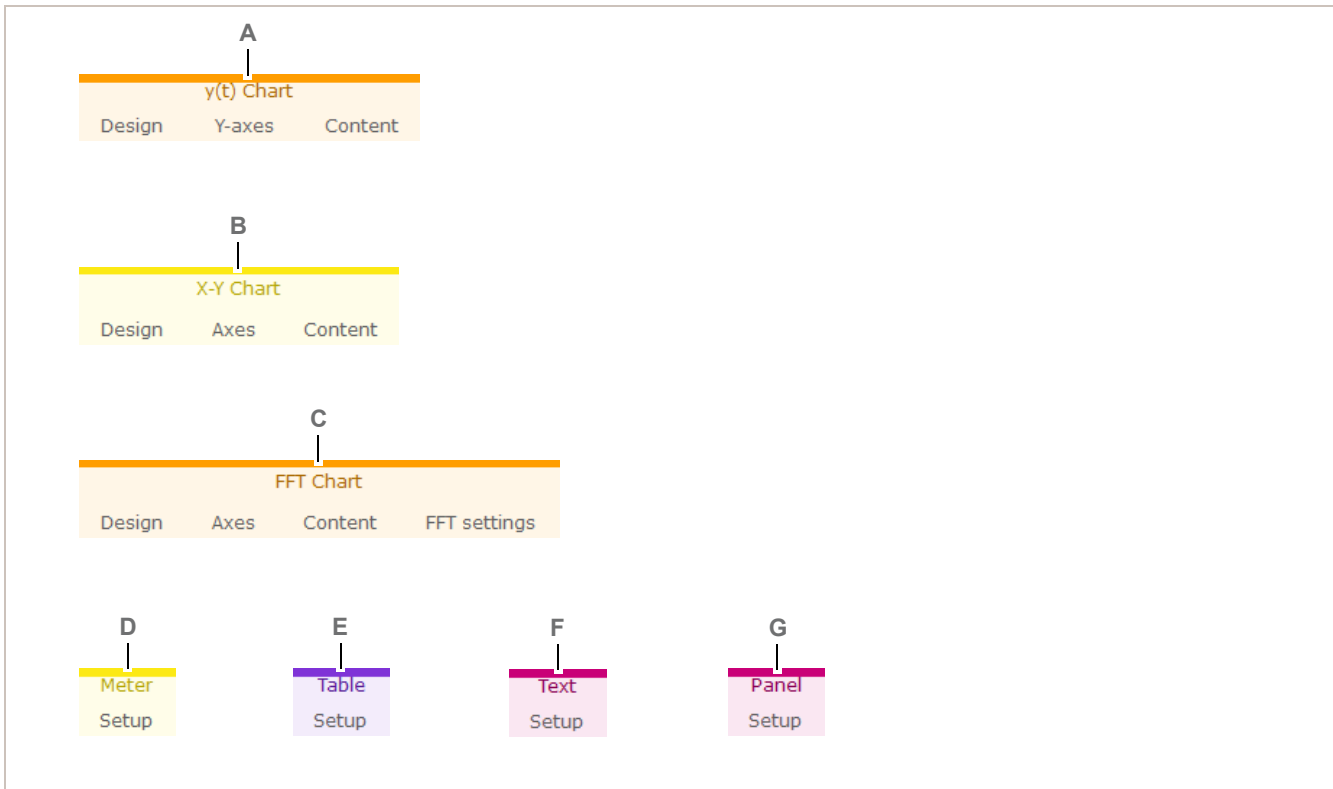 A
y(t) Chart
Design Y-axes Content
B
X-Y Chart
Design Axes Content
C
FFT Chart
Design Axes Content FFT settings
D E F G
Meter Table Text Panel
Setup Setup Setup Setup